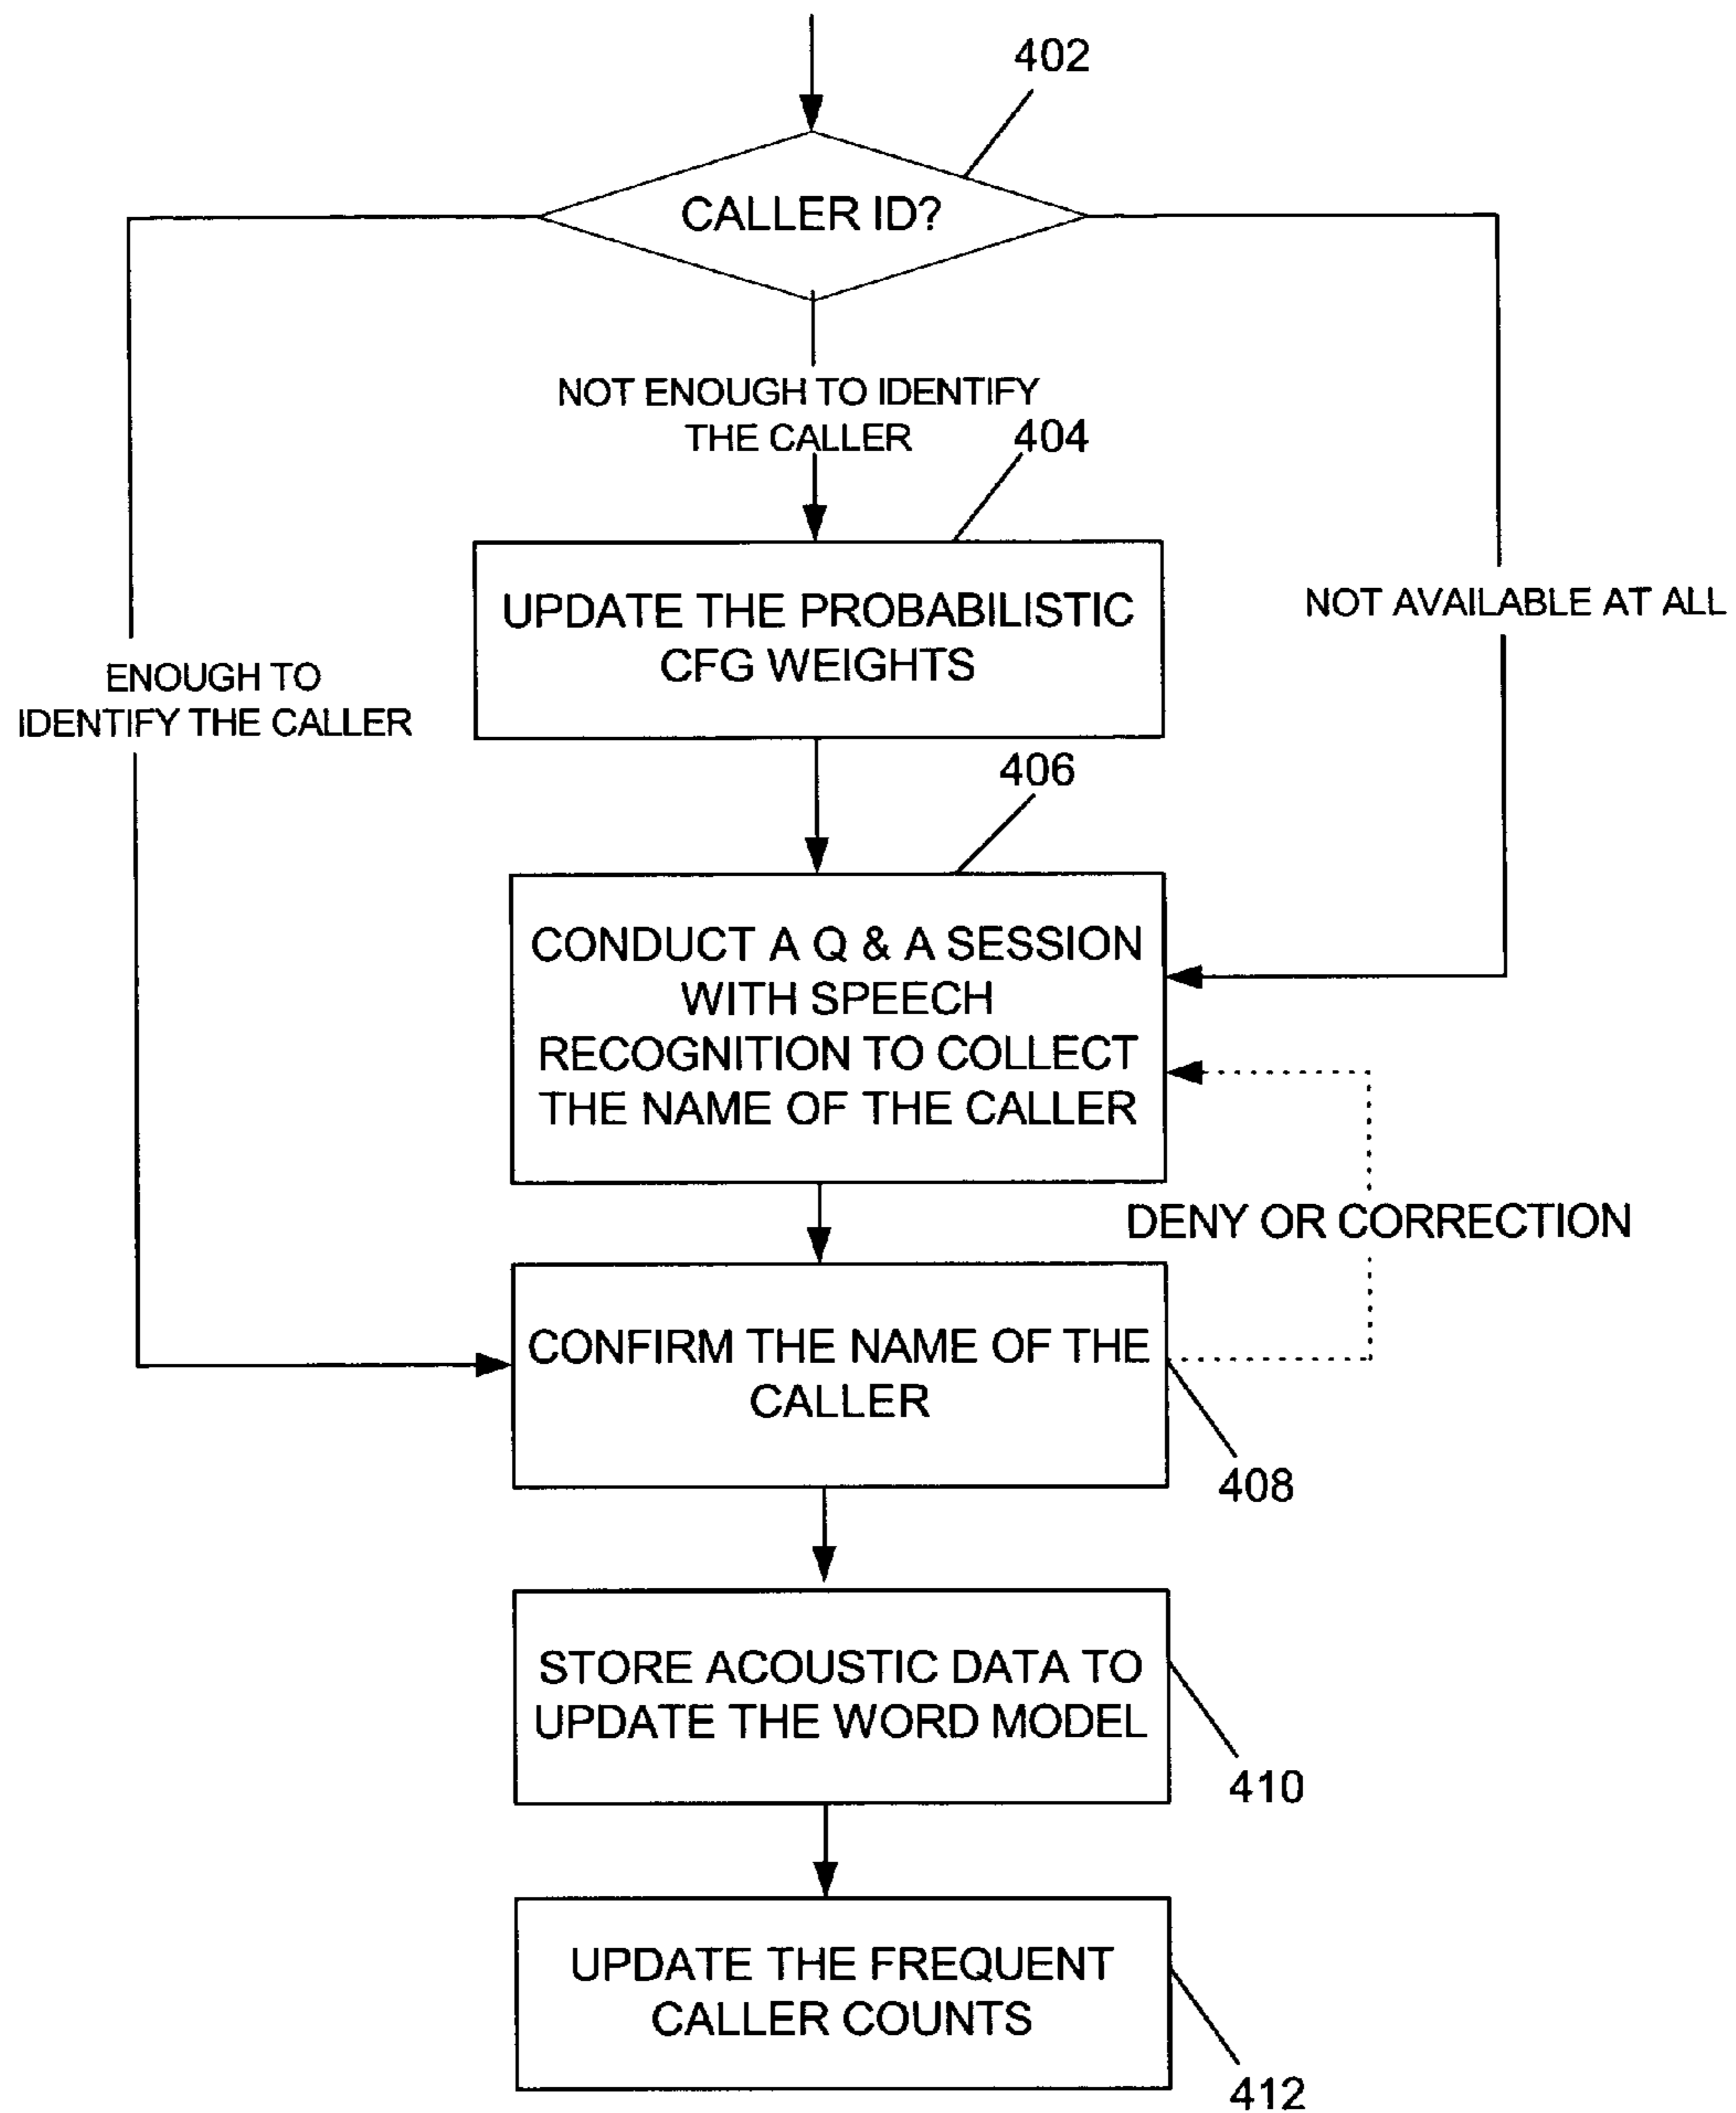 402
CALLER ID?
NOT ENOUGH TO IDENTIFY
THE CALLER
404
UPDATE THE PROBABILISTIC
CFG WEIGHTS
NOT AVAILABLE AT ALL
ENOUGH TO
IDENTIFY THE CALLER
406
CONDUCT A Q & A SESSION
WITH SPEECH
RECOGNITION TO COLLECT
THE NAME OF THE CALLER
DENY OR CORRECTION
CONFIRM THE NAME OF THE
CALLER
408
STORE ACOUSTIC DATA TO
UPDATE THE WORD MODEL
410
UPDATE THE FREQUENT
CALLER COUNTS
412